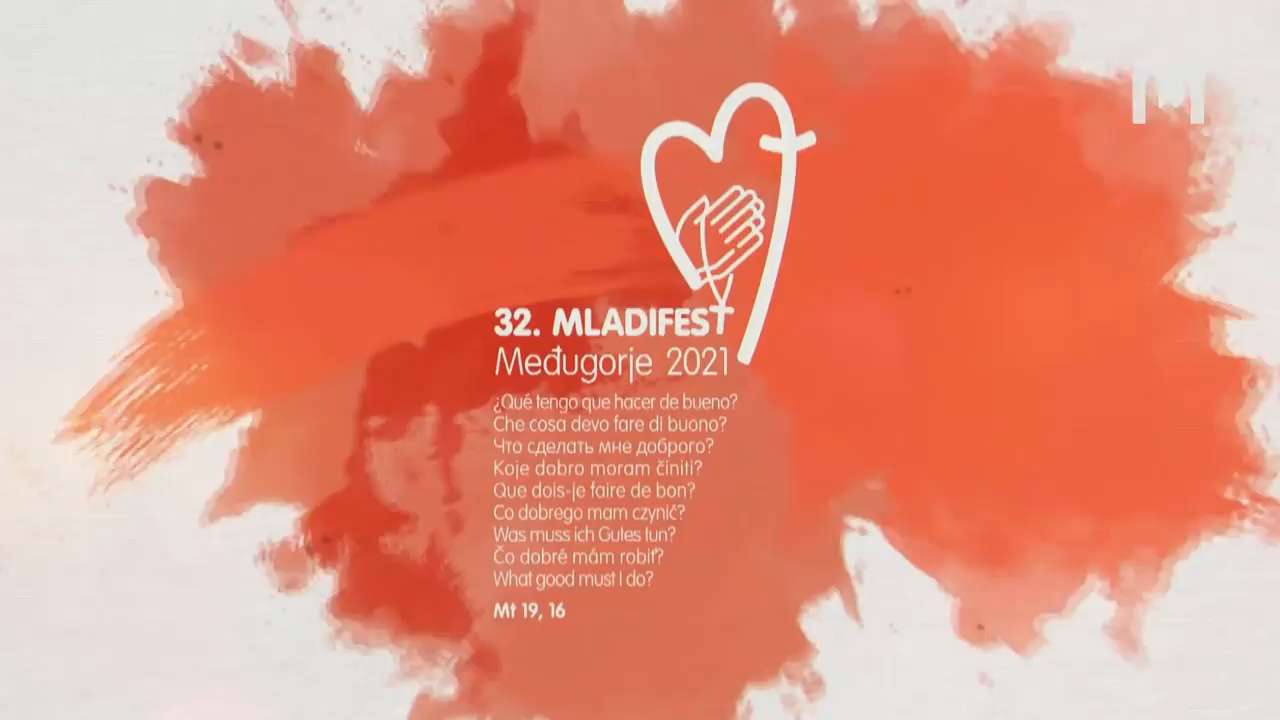 32. MLADIFEST
Međugorje 2021
¿Qué tengo que hacer de bueno?
Che cosa devo fare di buono?
Что сделать мне доброго?
Koje dobro moram činiti?
Que dois-je faire de bon?
Co dobrego mam czynić?
Was muss ich Gutes tun?
Čo dobré mám robiť?
What good must I do?
Mt 19, 16